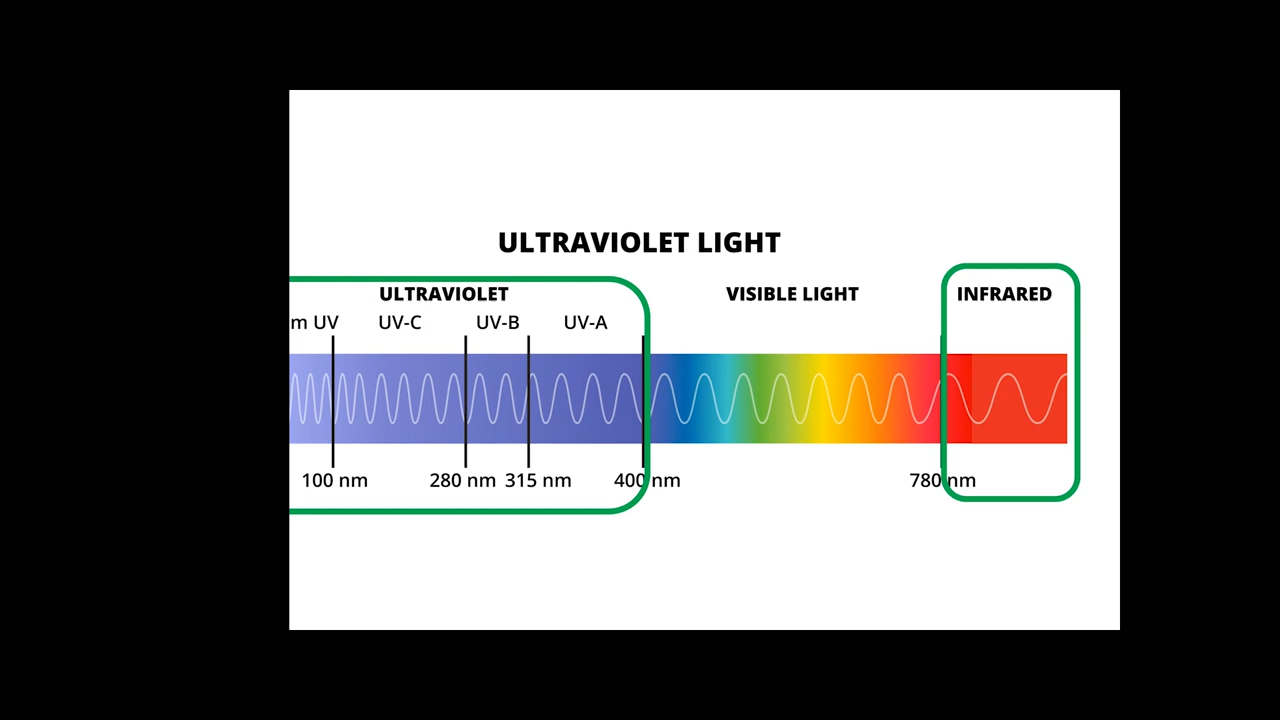 ULTRAVIOLET LIGHT
ULTRAVIOLET VISIBLE LIGHT INFRARED
m UV UV-C UV-B UV-A
100 nm 280 nm 315 nm 400 nm 780 nm